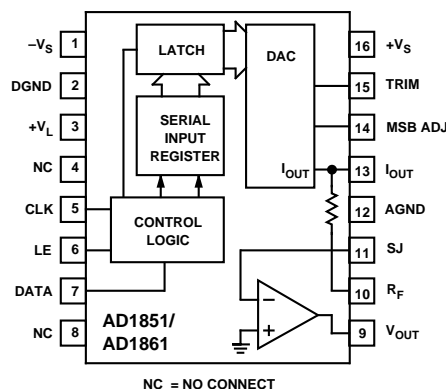 –VS 1
DGND 2
+VL 3
NC 4
CLK 5
LE 6
DATA 7
NC 8
LATCH
SERIAL
INPUT
REGISTER
CONTROL
LOGIC
DAC
IOUT
AD1851/
AD1861
16 +VS
15 TRIM
14 MSB ADJ
13 IOUT
12 AGND
11 SJ
10 RF
9 VOUT
– 
+
NC = NO CONNECT